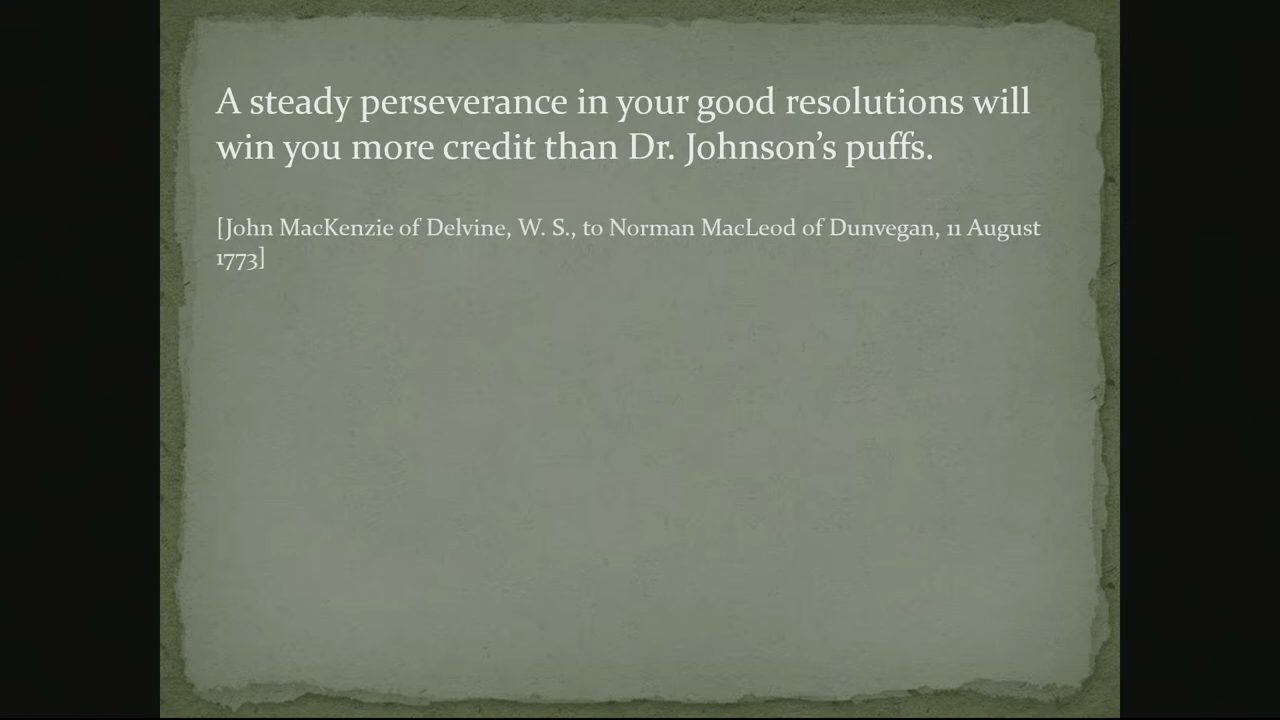 A steady perseverance in your good resolutions will
win you more credit than Dr. Johnson’s puffs.
[John MacKenzie of Delvine, W. S., to Norman MacLeod of Dunvegan, 11 August
1773]